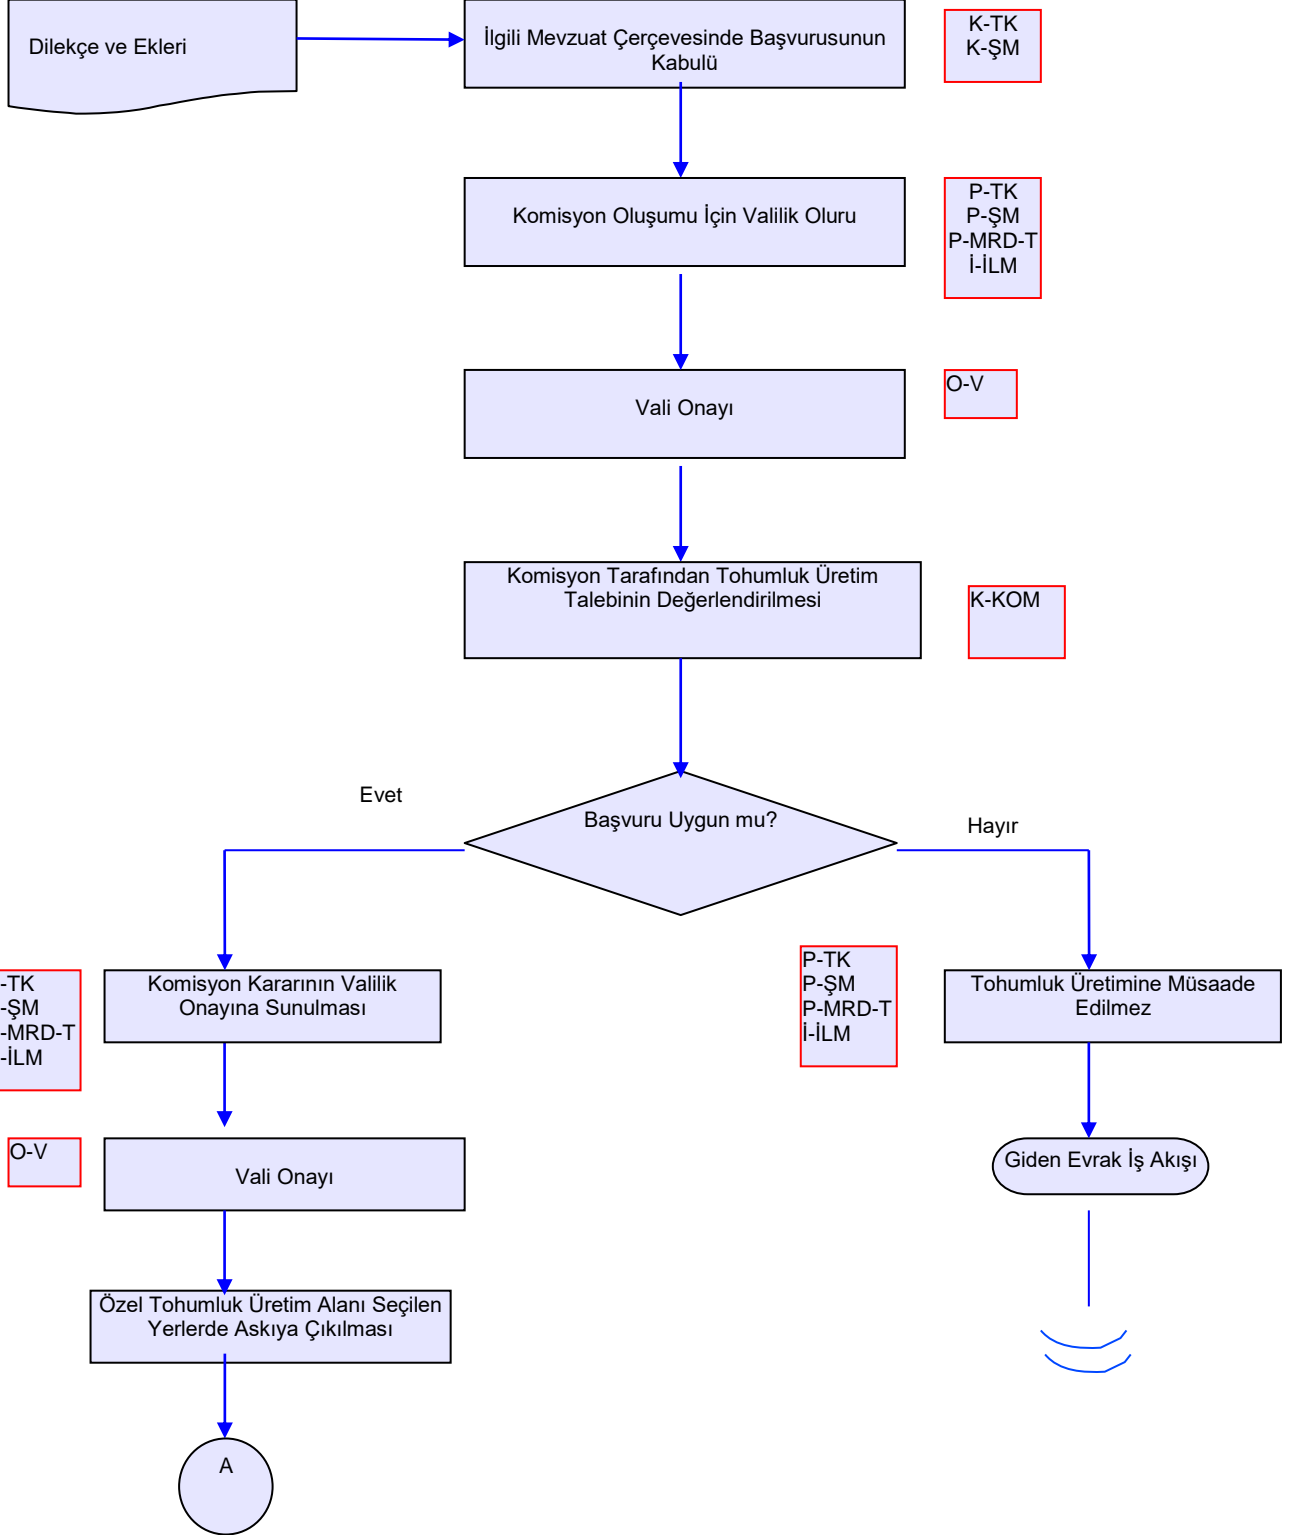 Dilekçe ve Ekleri
İlgili Mevzuat Çerçevesinde Başvurusunun
Kabulü
K-TK
K-ŞM
Komisyon Oluşumu İçin Valilik Oluru
P-TK
P-ŞM
P-MRD-T
İ-İLM
Vali Onayı
O-V
Komisyon Tarafından Tohumluk Üretim
Talebinin Değerlendirilmesi
K-KOM
Evet
Başvuru Uygun mu?
Hayır
-TK
-ŞM
-MRD-T
-İLM
Komisyon Kararının Valilik
Onayına Sunulması
P-TK
P-ŞM
P-MRD-T
İ-İLM
Tohumluk Üretimine Müsaade
Edilmez
O-V
Vali Onayı
Giden Evrak İş Akışı
Özel Tohumluk Üretim Alanı Seçilen
Yerlerde Askıya Çıkılması
A